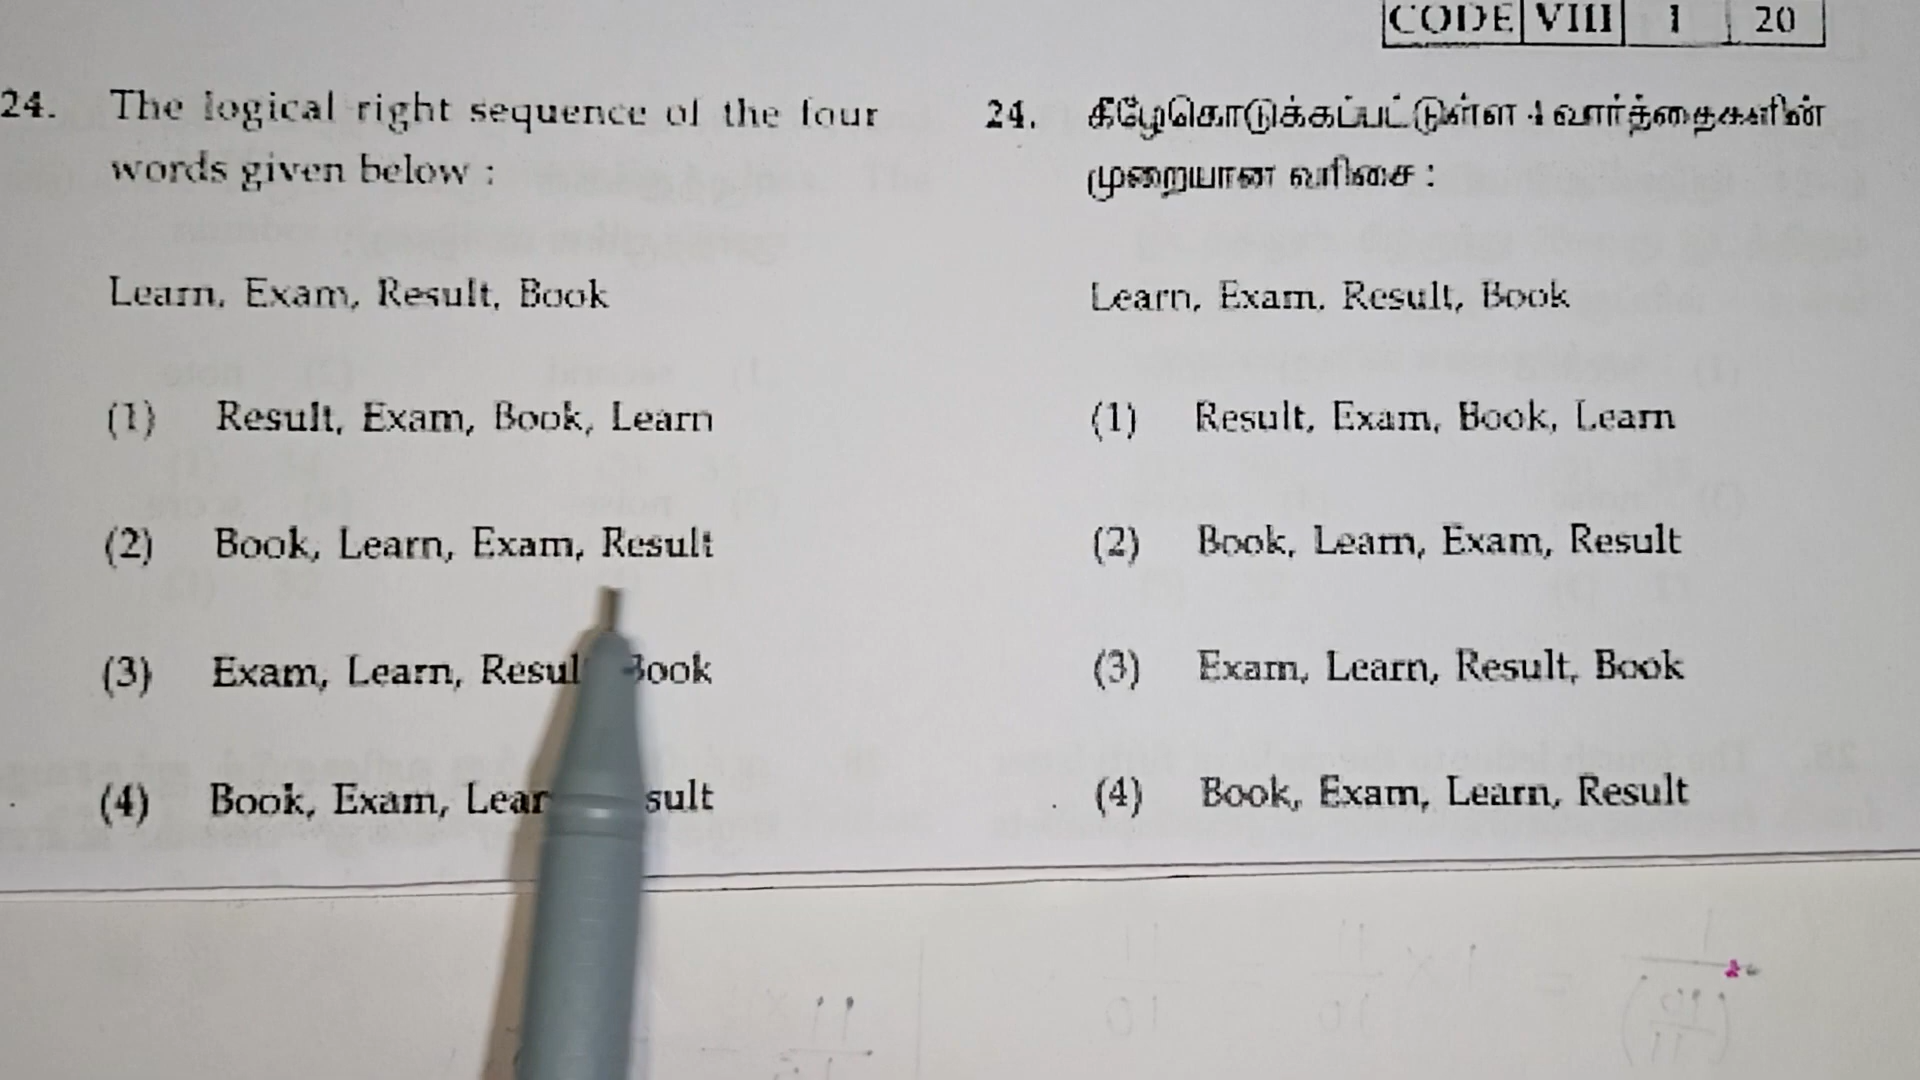 CODE VIII 1 20
24. The logical right sequence of the four
words given below :
Learn, Exam, Result, Book
(1) Result, Exam, Book, Learn
(2) Book, Learn, Exam, Result
(3) Exam, Learn, Resul Book
(4) Book, Exam, Lear sult
24. கீழேகொடுக்கப்பட்டுள்ள 4 வார்த்தைகளின்
முறையான வரிசை :
Learn, Exam, Result, Book
(1) Result, Exam, Book, Learn
(2) Book, Learn, Exam, Result
(3) Exam, Learn, Result, Book
(4) Book, Exam, Learn, Result